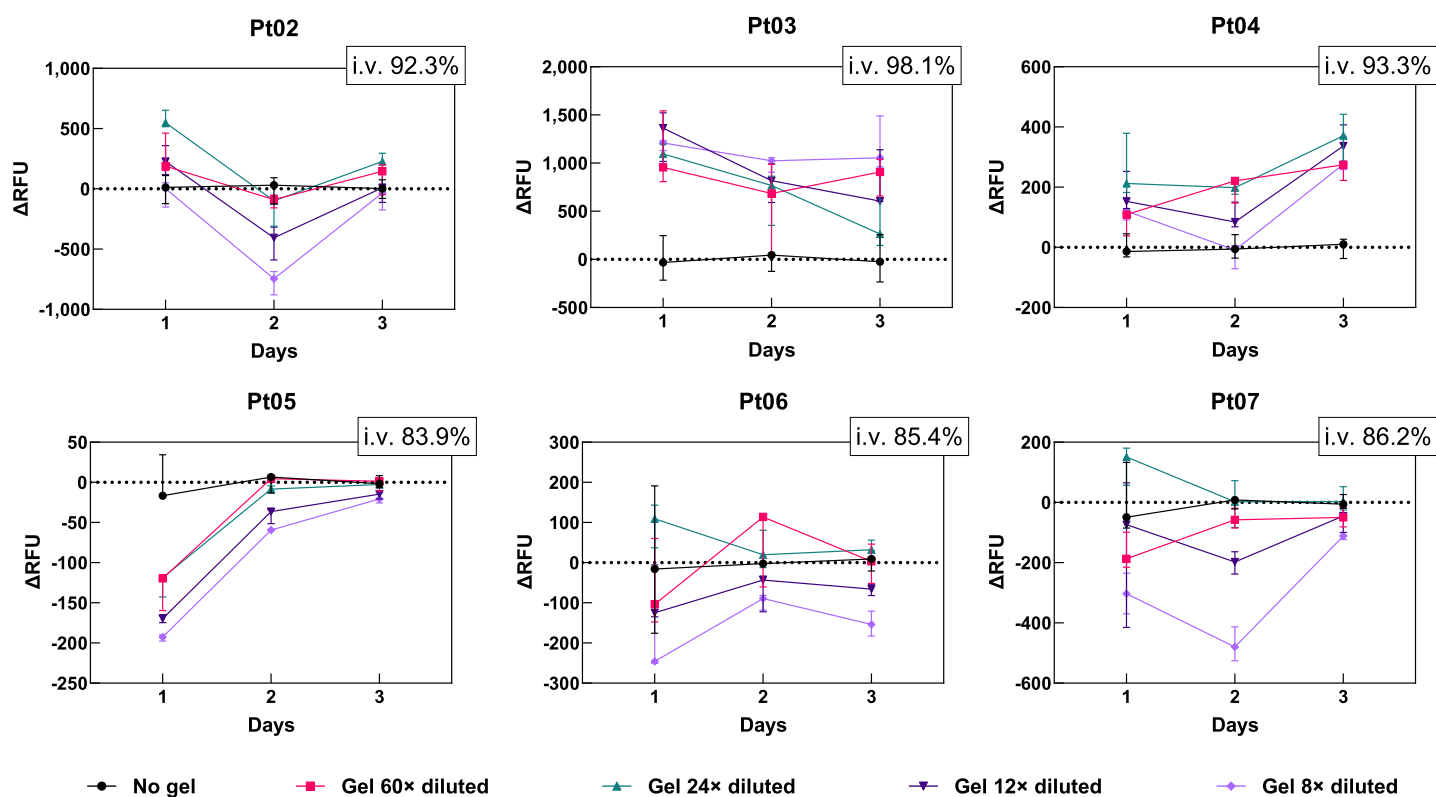 Pt02
i.v. 92.3%
1,000
500
0
-500
-1,000
ΔRFU
1 2 3
Days
Pt03
i.v. 98.1%
2,000
1,500
1,000
500
0
-500
ΔRFU
1 2 3
Days
Pt04
i.v. 93.3%
600
400
200
0
-200
ΔRFU
1 2 3
Days
Pt05
i.v. 83.9%
50
0
-50
-100
-150
-200
-250
ΔRFU
1 2 3
Days
Pt06
i.v. 85.4%
300
200
100
0
-100
-200
-300
ΔRFU
1 2 3
Days
Pt07
i.v. 86.2%
200
0
-200
-400
-600
ΔRFU
1 2 3
Days
No gel Gel 60× diluted Gel 24× diluted Gel 12× diluted Gel 8× diluted